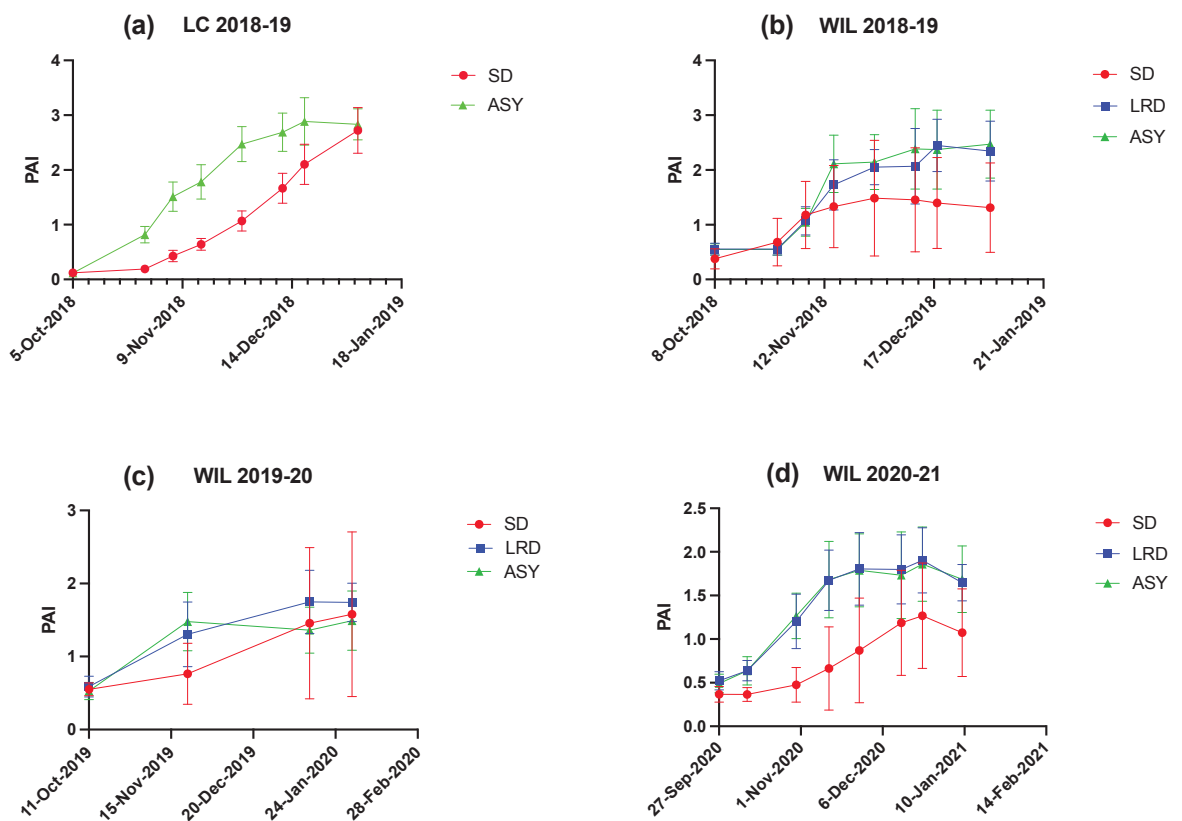 (a) LC 2018-19
PAI
4
3
2
1
0
5-Oct-2018
9-Nov-2018
14-Dec-2018
18-Jan-2019
SD
ASY
(b) WIL 2018-19
PAI
4
3
2
1
0
8-Oct-2018
12-Nov-2018
17-Dec-2018
21-Jan-2019
SD
LRD
ASY
(c) WIL 2019-20
PAI
3
2
1
0
11-Oct-2019
15-Nov-2019
20-Dec-2019
24-Jan-2020
28-Feb-2020
SD
LRD
ASY
(d) WIL 2020-21
PAI
2.5
2.0
1.5
1.0
0.5
0.0
27-Sep-2020
1-Nov-2020
6-Dec-2020
10-Jan-2021
14-Feb-2021
SD
LRD
ASY